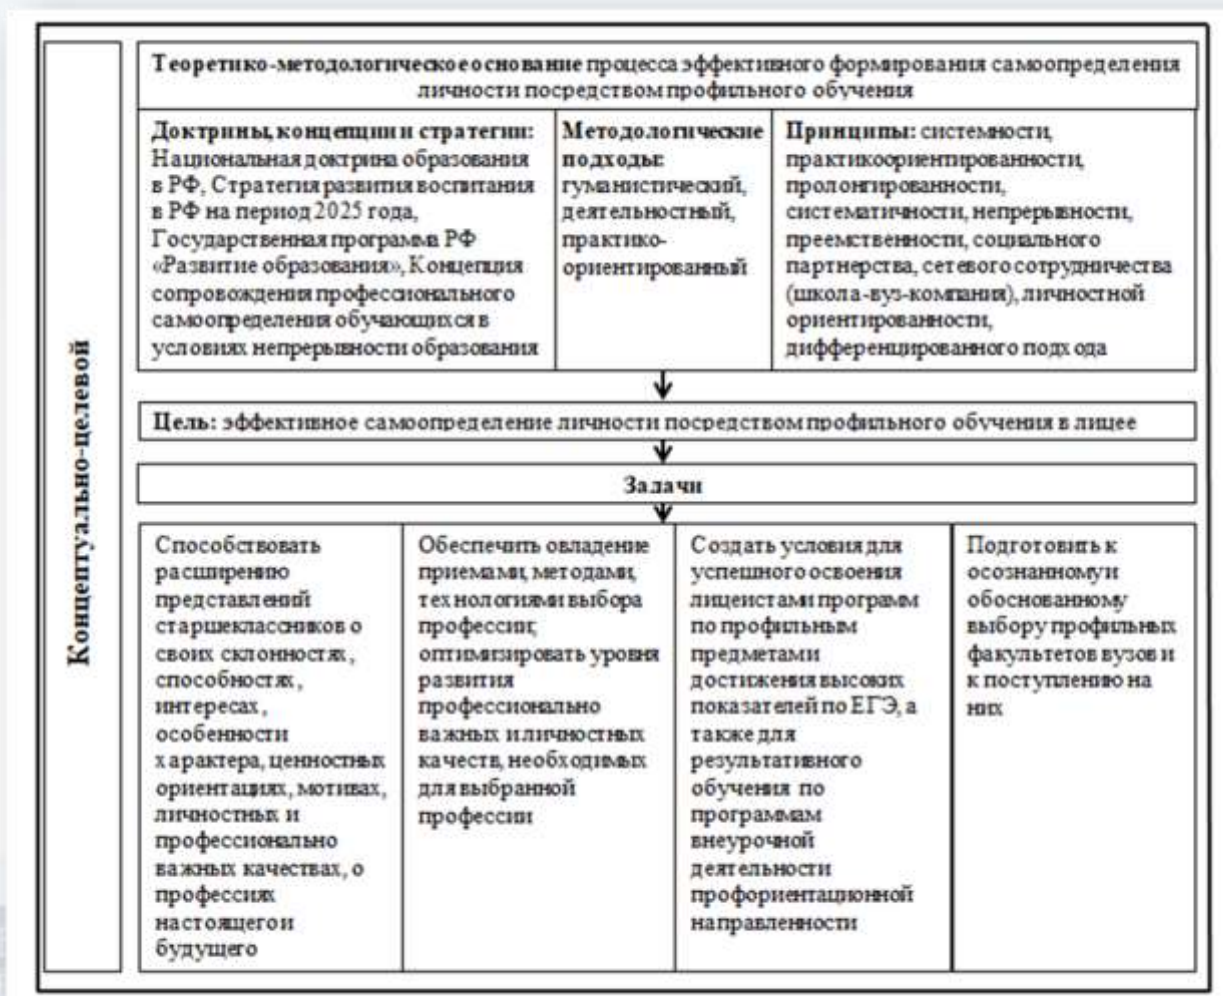 Концептуально-целевой
Теоретико-методологическое основание процесса эффективного формирования самоопределения
личности посредством профильного обучения
Доктрины, концепции и стратегии:
Национальная доктрина образования
в РФ, Стратегия развития воспитания
в РФ на период 2025 года,
Государственная программа РФ
«Развитие образования», Концепция
сопровождения профессионального
самоопределения обучающихся в
условиях непрерывности образования
Методологические
подходы:
гуманистический,
деятельностный,
практико-
ориентированный
Принципы: системности,
практикоориентированности,
пролонгированности,
систематичности, непрерывности,
преемственности, социального
партнерства, сетевого сотрудничества
(школа-вуз-компания), личностной
ориентированности,
дифференцированного подхода
Цель: эффективное самоопределение личности посредством профильного обучения в лицее
Задачи
Способствовать
расширению
представлений
старшеклассников о
своих склонностях,
способностях,
интересах,
особенности
характера, ценностных
ориентациях, мотивах,
личностных и
профессионально
важных качествах, о
профессиях
настоящего и
будущего
Обеспечить овладение
приемами, методами,
технологиями выбора
профессии;
оптимизировать уровня
развития
профессионально
важных и личностных
качеств, необходимых
для выбранной
профессии
Создать условия для
успешного освоения
лицеистами программ
по профильным
предметами
достижения высоких
показателей по ЕГЭ, а
также для
результативного
обучения по
программам
внеурочной
деятельности
профориентационной
направленности
Подготовить к
осознанному и
обоснованному
выбору профильных
факультетов вузов и
к поступлению на
них